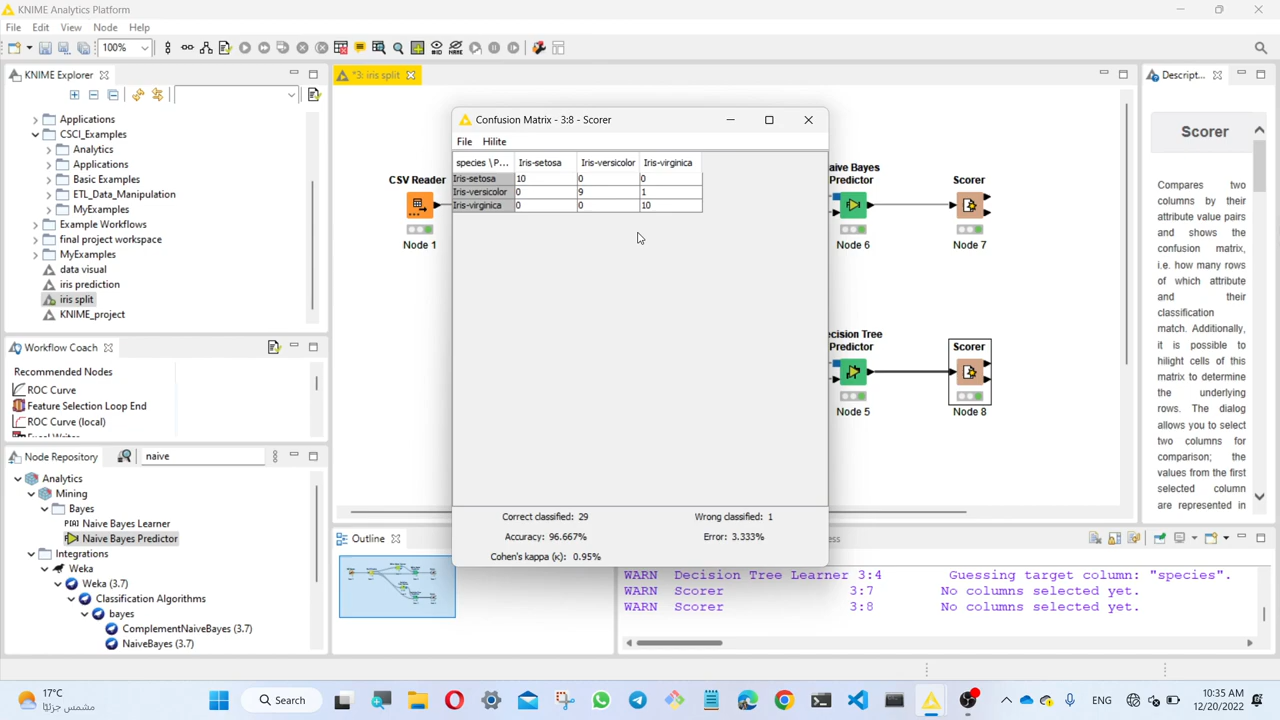 KNIME Analytics Platform
File Edit View Node Help
100%
KNIME Explorer
Applications
CSCI_Examples
Analytics
Applications
Basic Examples
ETL_Data_Manipulation
MyExamples
Example Workflows
final project workspace
MyExamples
data visual
iris prediction
iris split
KNIME_project
Workflow Coach
Recommended Nodes
ROC Curve
Feature Selection Loop End
ROC Curve (local)
Node Repository
naive
Analytics
Mining
Bayes
Naive Bayes Learner
Naive Bayes Predictor
Integrations
Weka
Weka (3.7)
Classification Algorithms
bayes
ComplementNaiveBayes (3.7)
NaiveBayes (3.7)
*3: iris split
CSV Reader
Node 1
Confusion Matrix - 3:8 - Scorer
File Hilite
species \P... Iris-setosa Iris-versicolor Iris-virginica
Iris-setosa 10 0 0
Iris-versicolor 0 9 1
Iris-virginica 0 0 10
Correct classified: 29 Wrong classified: 1
Accuracy: 96.667% Error: 3.333%
Cohen's kappa (κ): 0.95%
aive Bayes
Predictor
Node 6
Scorer
Node 7
ecision Tree
Predictor
Node 5
Scorer
Node 8
Outline
WARN Decision Tree Learner 3:4 Guessing target column: "species".
WARN Scorer 3:7 No columns selected yet.
WARN Scorer 3:8 No columns selected yet.
Descript...
Scorer
Compares two
columns by their
attribute value pairs
and shows the
confusion matrix,
i.e. how many rows
of which attribute
and their
classification
match. Additionally,
it is possible to
hilight cells of this
matrix to determine
the underlying
rows. The dialog
allows you to select
two columns for
comparison; the
values from the first
selected column
are represented in
17°C
مشمس جزئيًا
Search
ENG
10:35 AM
12/20/2022